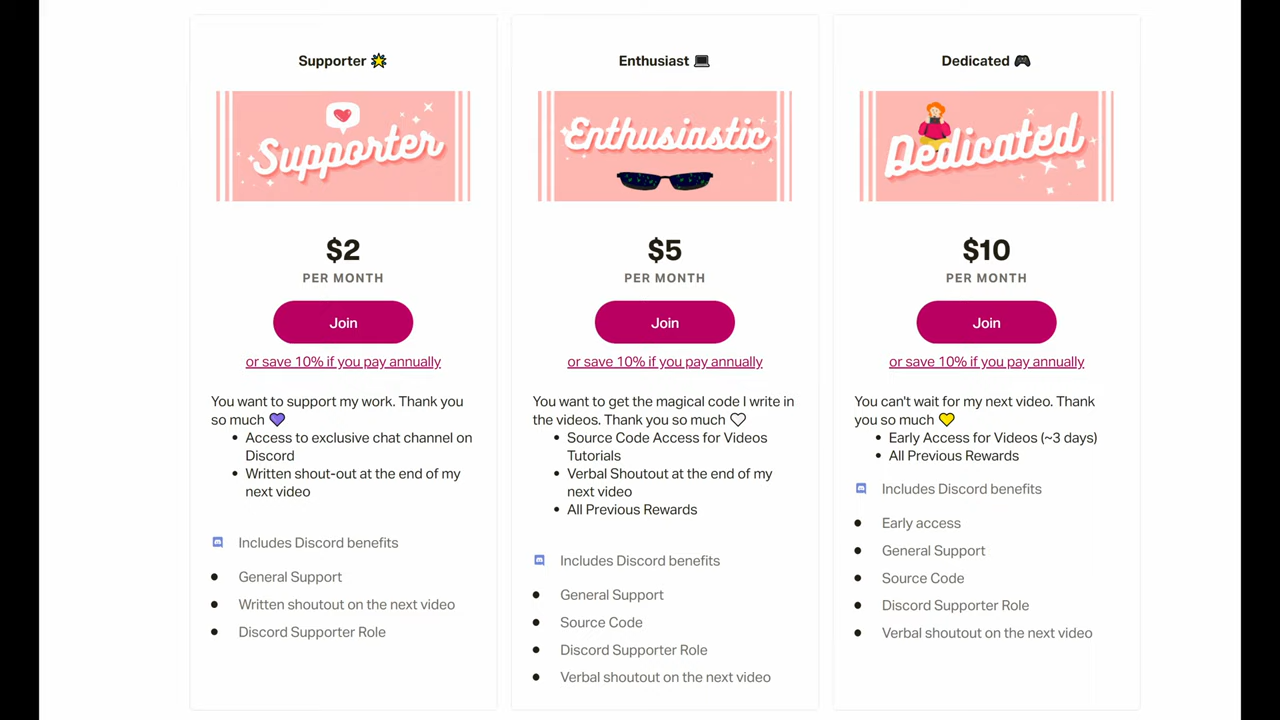 Supporter
Supporter
$2
PER MONTH
Join
or save 10% if you pay annually
You want to support my work. Thank you
so much
Access to exclusive chat channel on
Discord
Written shout-out at the end of my
next video
Includes Discord benefits
General Support
Written shoutout on the next video
Discord Supporter Role
Enthusiast
Enthusiastic
$5
PER MONTH
Join
or save 10% if you pay annually
You want to get the magical code I write in
the videos. Thank you so much
Source Code Access for Videos
Tutorials
Verbal Shoutout at the end of my
next video
All Previous Rewards
Includes Discord benefits
General Support
Source Code
Discord Supporter Role
Verbal shoutout on the next video
Dedicated
Dedicated
$10
PER MONTH
Join
or save 10% if you pay annually
You can't wait for my next video. Thank
you so much
Early Access for Videos (~3 days)
All Previous Rewards
Includes Discord benefits
Early access
General Support
Source Code
Discord Supporter Role
Verbal shoutout on the next video